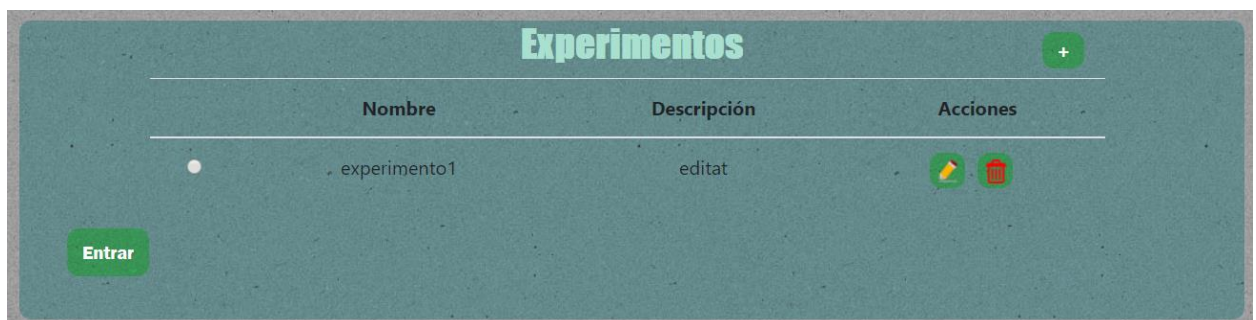 Experimentos
+
Nombre Descripción Acciones
experimento1 editat
Entrar